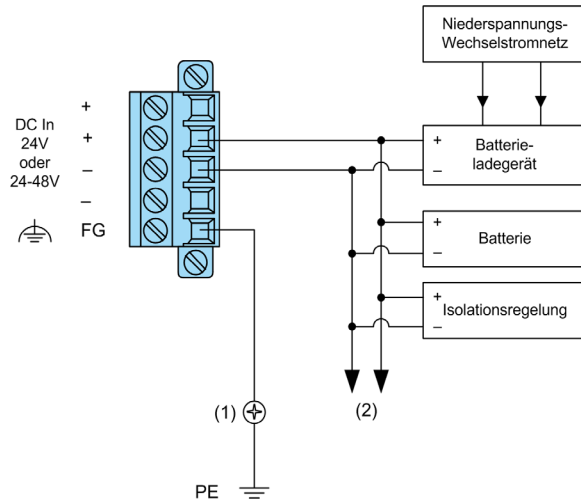 Niederspannungs-
Wechselstromnetz
+
DC In
24V
oder
24-48V
+
–
–
FG
+
–
Batterie-
ladegerät
+
–
Batterie
+
–
Isolationsregelung
(1)
(2)
PE